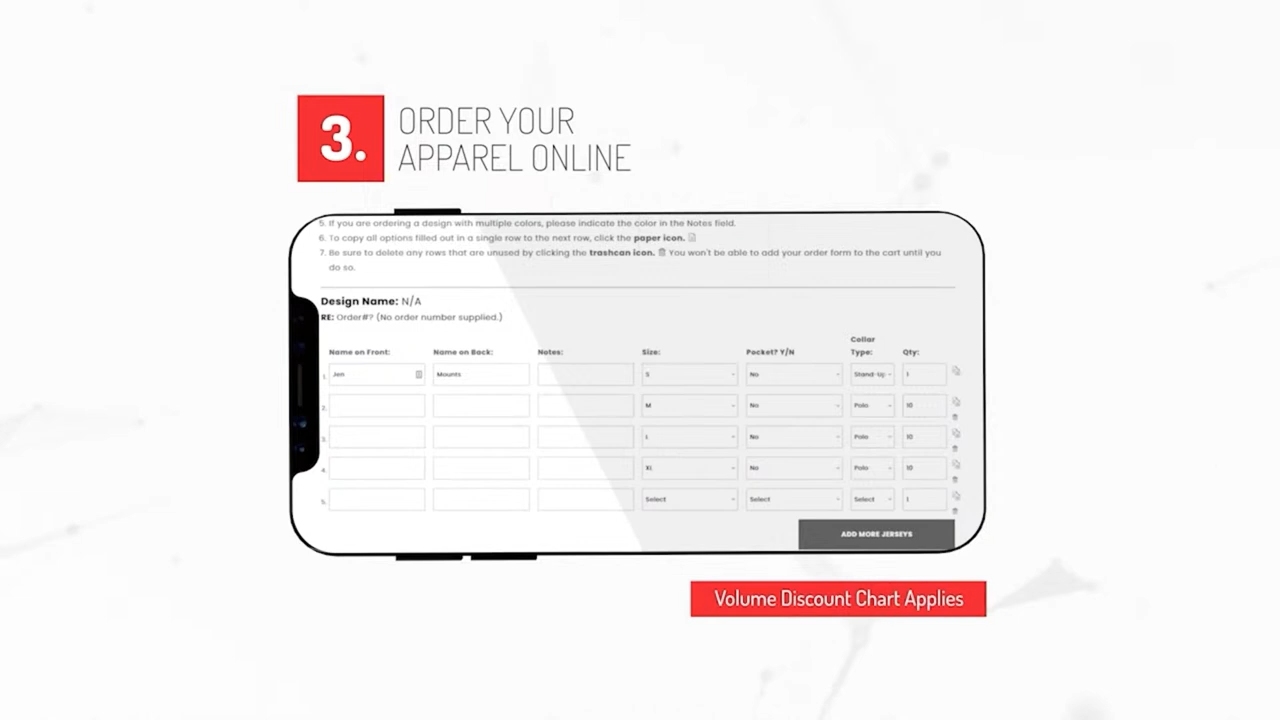 3.
ORDER YOUR
APPAREL ONLINE
5. If you are ordering a design with multiple colors, please indicate the color in the Notes field.
6. To copy all options filled out in a single row to the next row, click the paper icon.
7. Be sure to delete any rows that are unused by clicking the trashcan icon. You won't be able to add your order form to the cart until you
do so.
Design Name: N/A
RE: Order#? (No order number supplied.)
Name on Front: Name on Back: Notes: Size: Pocket? Y/N Collar Type: Qty:
1. Jen Mounts S No Stand-Up 1
2. M No Polo 10
3. L No Polo 10
4. XL No Polo 10
5. Select Select Select 1
ADD MORE JERSEYS
Volume Discount Chart Applies